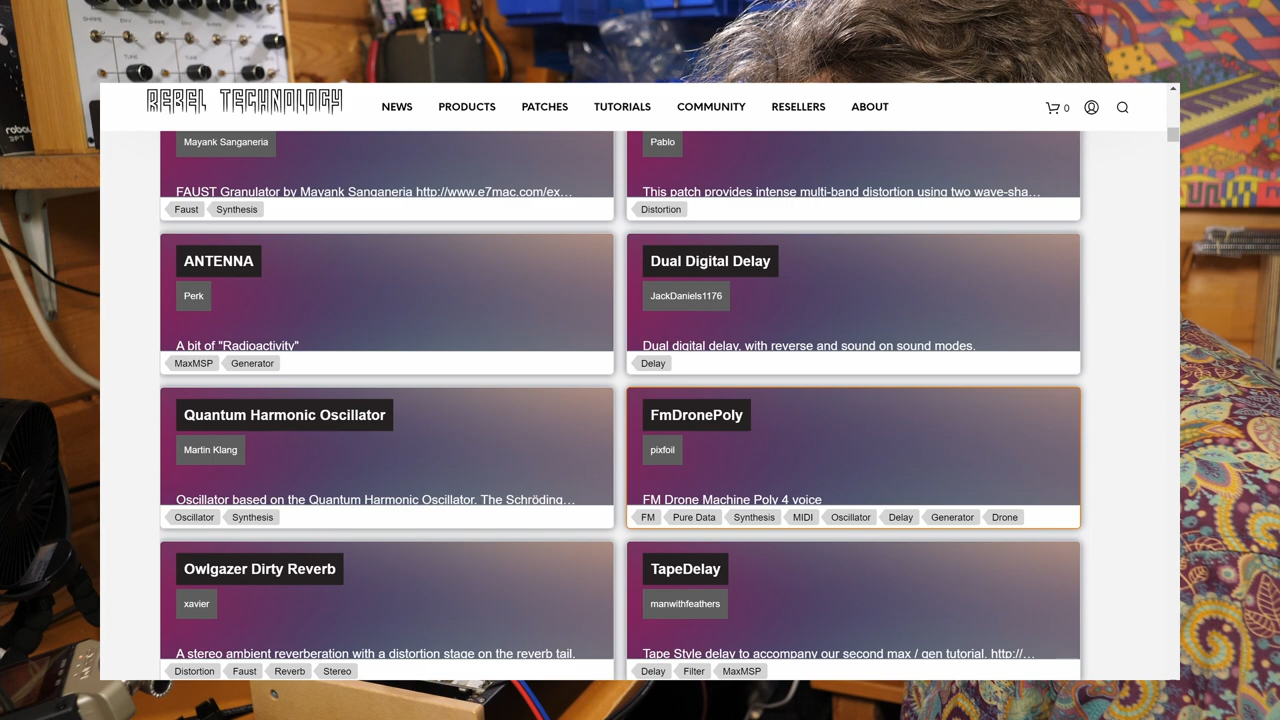 SHAPE ENV ENV SHAPE
TUNE TUNE
REBEL TECHNOLOGY
NEWS PRODUCTS PATCHES TUTORIALS COMMUNITY RESELLERS ABOUT 0
Mayank Sanganeria
FAUST Granulator by Mayank Sanganeria http://www.e7mac.com/ex…
Faust Synthesis
Pablo
This patch provides intense multi-band distortion using two wave-sha…
Distortion
ANTENNA
Perk
A bit of "Radioactivity"
MaxMSP Generator
Dual Digital Delay
JackDaniels1176
Dual digital delay, with reverse and sound on sound modes.
Delay
Quantum Harmonic Oscillator
Martin Klang
Oscillator based on the Quantum Harmonic Oscillator. The Schröding…
Oscillator Synthesis
FmDronePoly
pixfoil
FM Drone Machine Poly 4 voice
FM Pure Data Synthesis MIDI Oscillator Delay Generator Drone
Owlgazer Dirty Reverb
xavier
A stereo ambient reverberation with a distortion stage on the reverb tail.
Distortion Faust Reverb Stereo
TapeDelay
manwithfeathers
Tape Style delay to accompany our second max / gen tutorial. http://…
Delay Filter MaxMSP